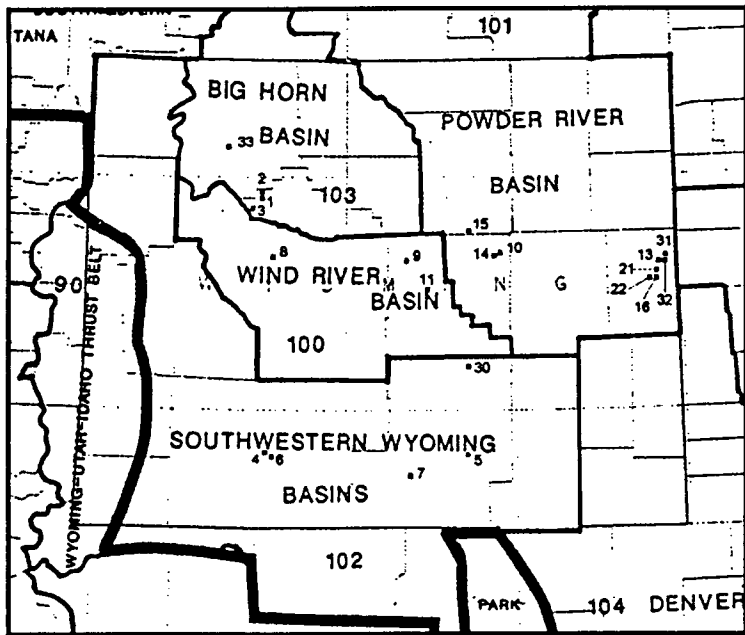 SOUTHWESTERN
TANA
101
BIG HORN
BASIN
POWDER RIVER
BASIN
33
2
1
3
103
15
31
14
10
13
8
9
21
WIND RIVER
BASIN
90
W
O
M
11
N
G
22
16
32
100
30
WYOMING-UTAH-IDAHO THRUST BELT
SOUTHWESTERN WYOMING
BASINS
4
6
5
7
102
PARK
104 DENVER